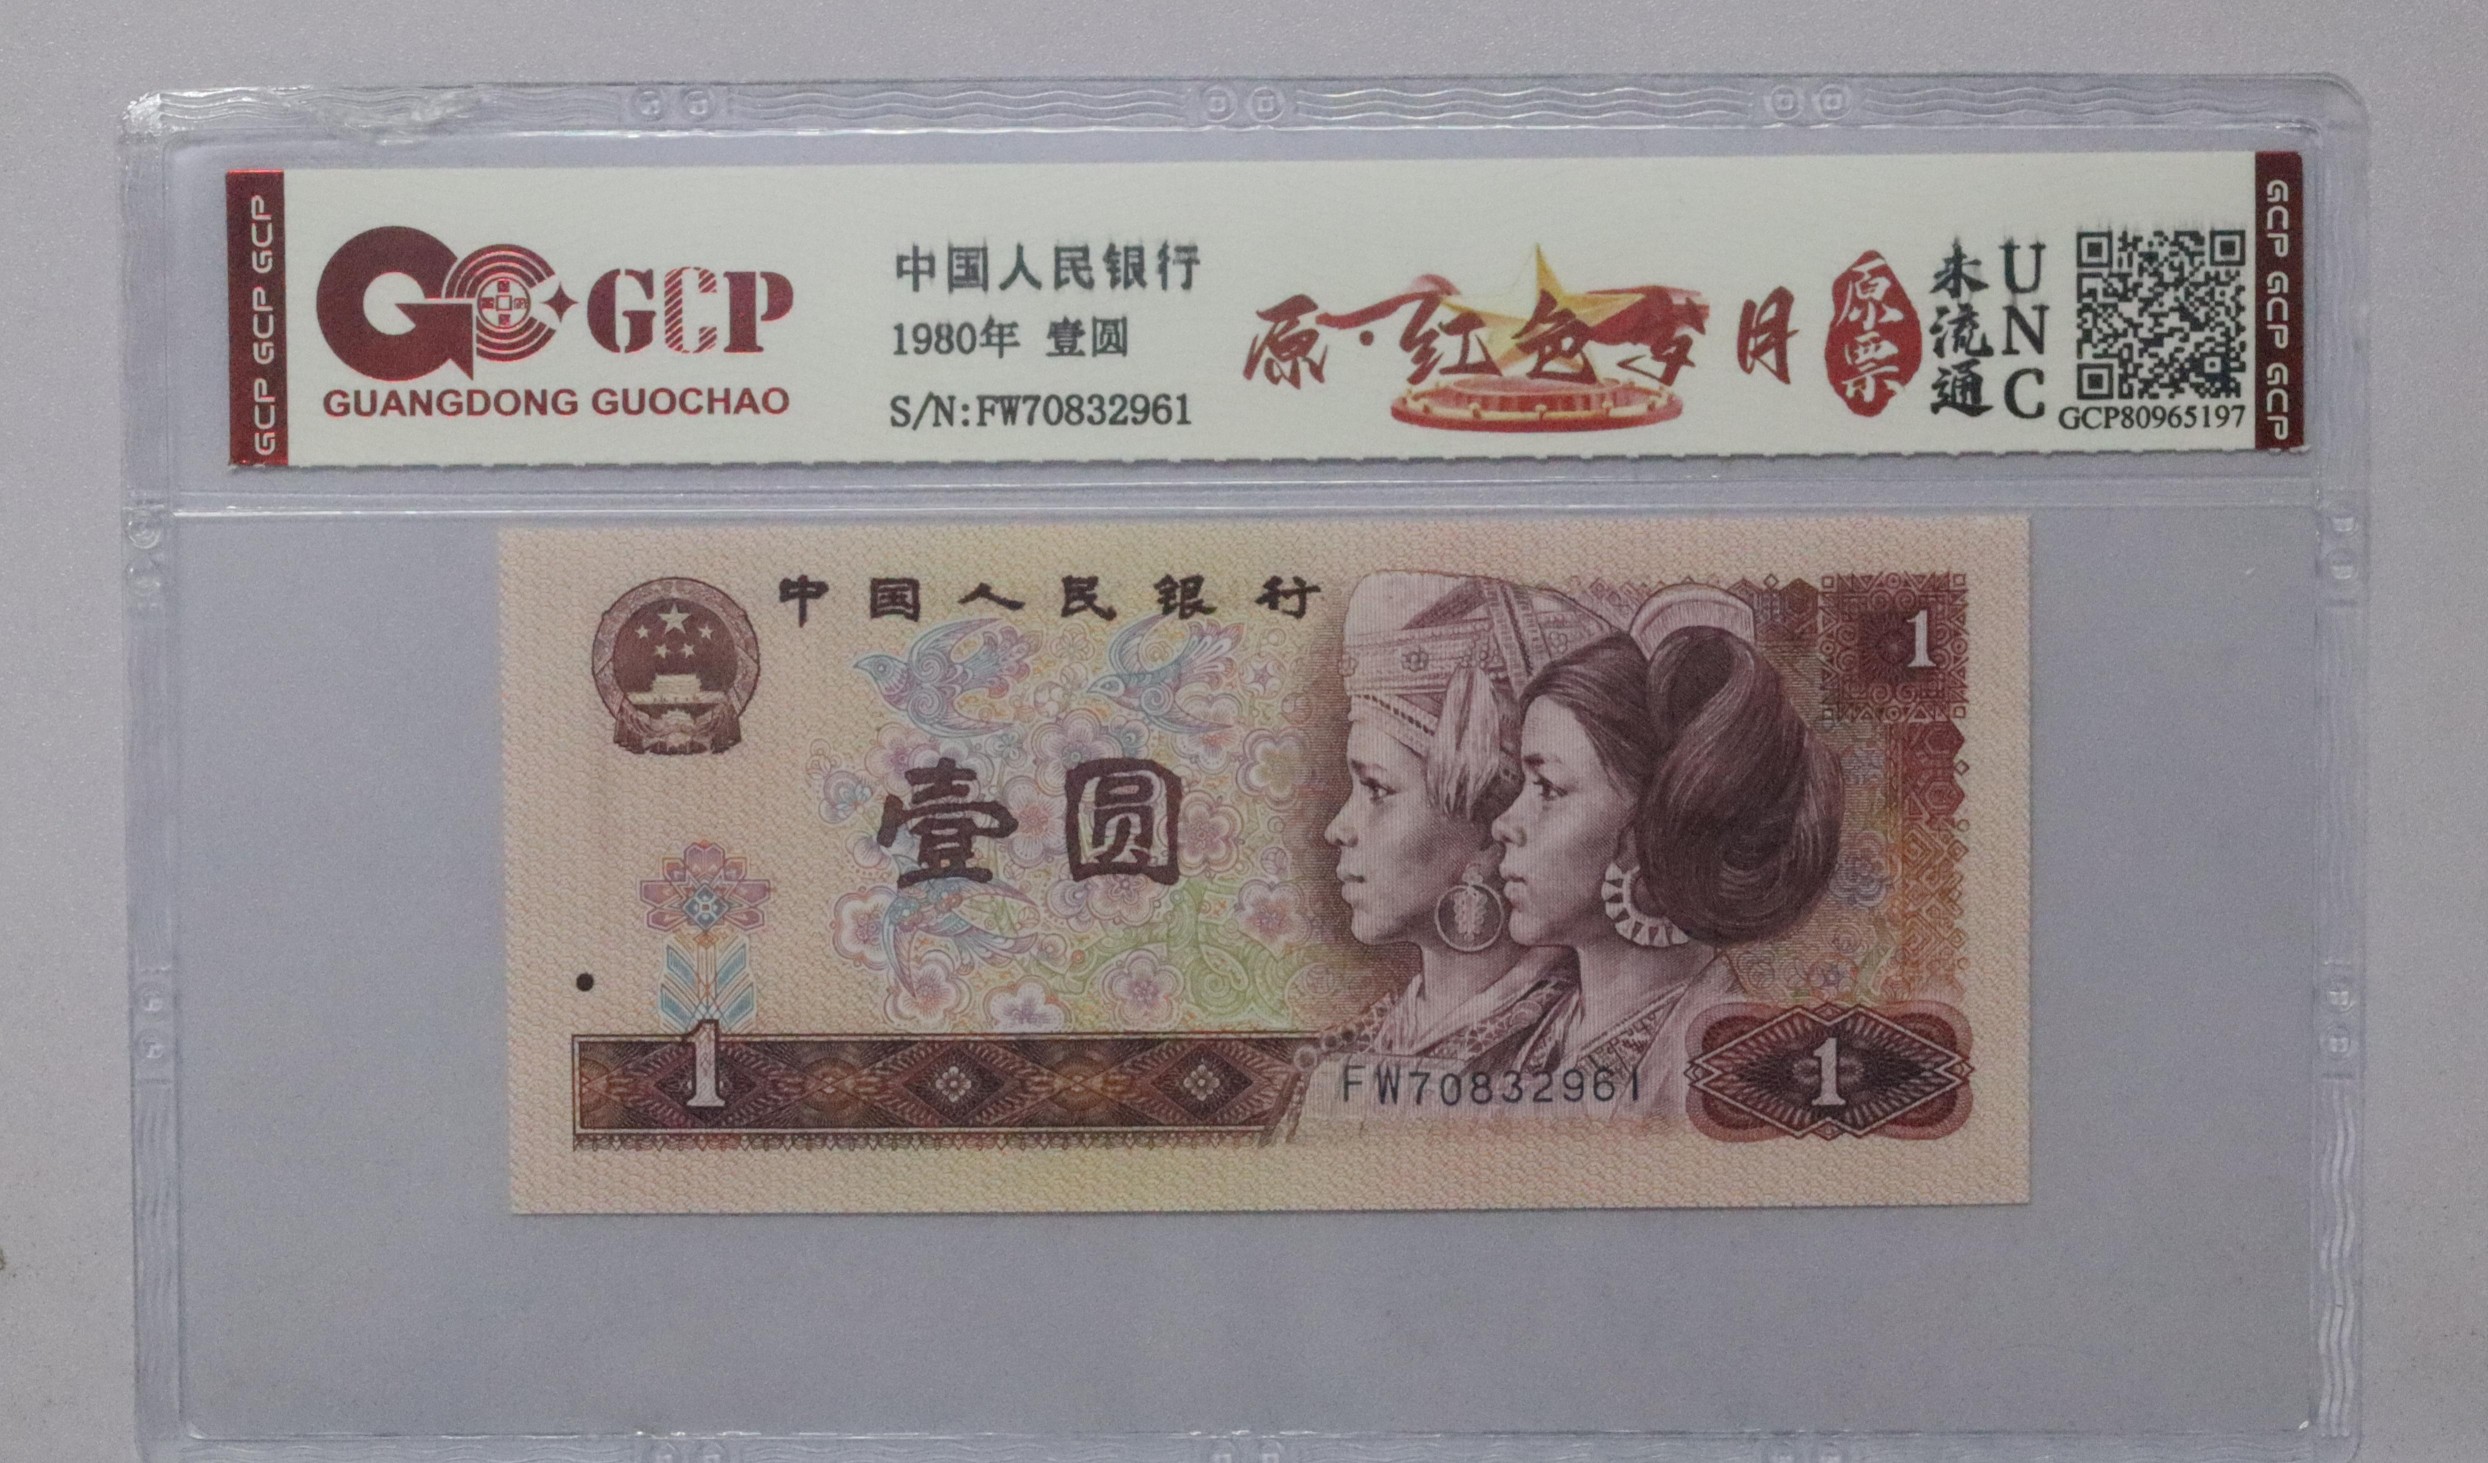 GCP GCP GCP
GCP
GUANGDONG GUOCHAO
中国人民银行
1980年 壹圆
S/N:FW70832961
原·红色岁月
原票
未流通
UNC
GCP80965197
GCP GCP GCP
中国人民银行
1
壹圆
1
FW70832961
1